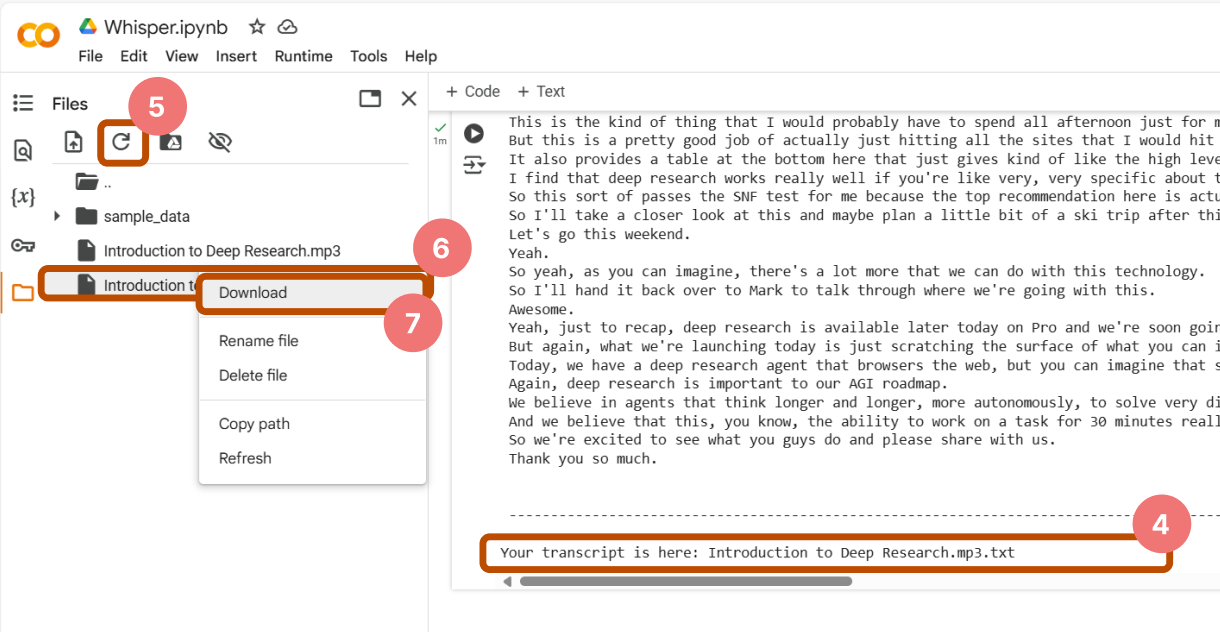 Whisper.ipynb
File Edit View Insert Runtime Tools Help
Files
5
{x}
..
sample_data
Introduction to Deep Research.mp3
6
Introduction to
Download
7
Rename file
Delete file
Copy path
Refresh
+ Code + Text
1m
This is the kind of thing that I would probably have to spend all afternoon just for m
But this is a pretty good job of actually just hitting all the sites that I would hit
It also provides a table at the bottom here that just gives kind of like the high leve
I find that deep research works really well if you're like very, very specific about t
So this sort of passes the SNF test for me because the top recommendation here is actu
So I'll take a closer look at this and maybe plan a little bit of a ski trip after thi
Let's go this weekend.
Yeah.
So yeah, as you can imagine, there's a lot more that we can do with this technology.
So I'll hand it back over to Mark to talk through where we're going with this.
Awesome.
Yeah, just to recap, deep research is available later today on Pro and we're soon goin
But again, what we're launching today is just scratching the surface of what you can i
Today, we have a deep research agent that browsers the web, but you can imagine that s
Again, deep research is important to our AGI roadmap.
We believe in agents that think longer and longer, more autonomously, to solve very di
And we believe that this, you know, the ability to work on a task for 30 minutes reall
So we're excited to see what you guys do and please share with us.
Thank you so much.
--------------------------------------------------------------------------------
4
Your transcript is here: Introduction to Deep Research.mp3.txt